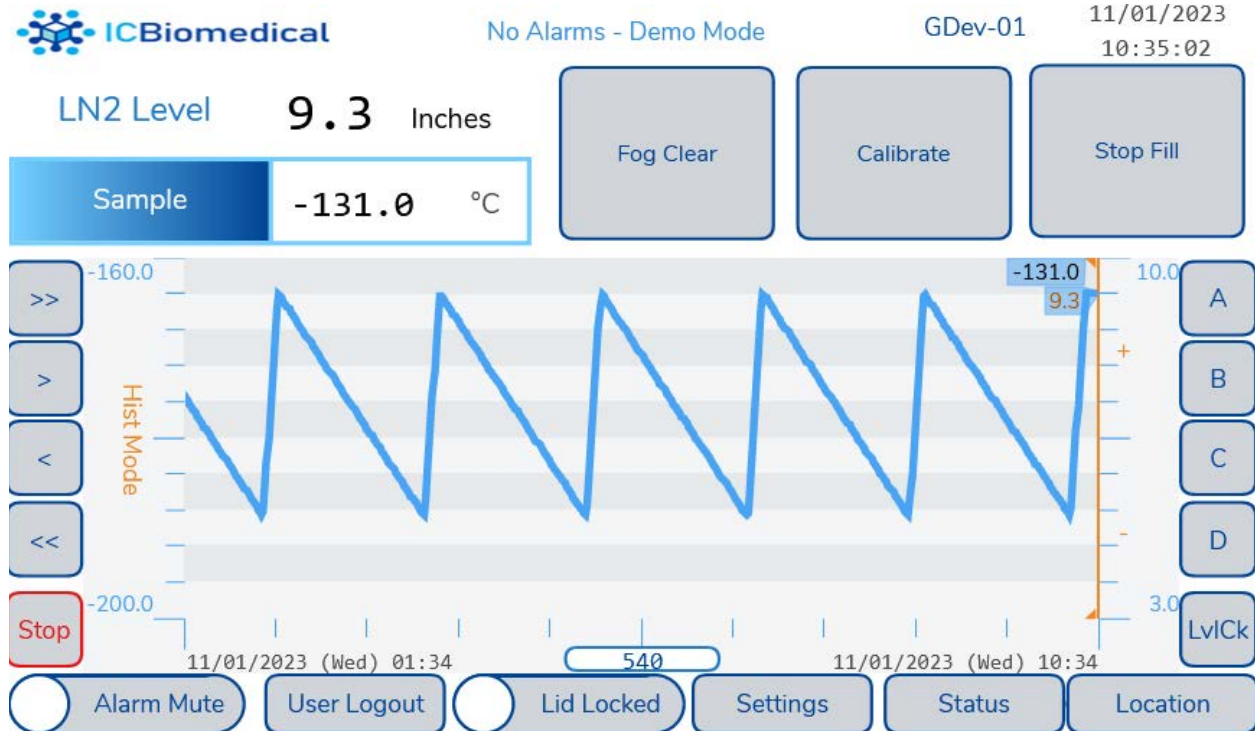 ICBiomedical
No Alarms - Demo Mode
GDev-01
11/01/2023
10:35:02
LN2 Level 9.3 Inches
Sample -131.0 °C
Fog Clear
Calibrate
Stop Fill
>>
>
<
<<
Stop
-160.0
Hist Mode
-200.0
-131.0
9.3
10.0
+
-
3.0
A
B
C
D
LvlCk
11/01/2023 (Wed) 01:34
540
11/01/2023 (Wed) 10:34
Alarm Mute
User Logout
Lid Locked
Settings
Status
Location